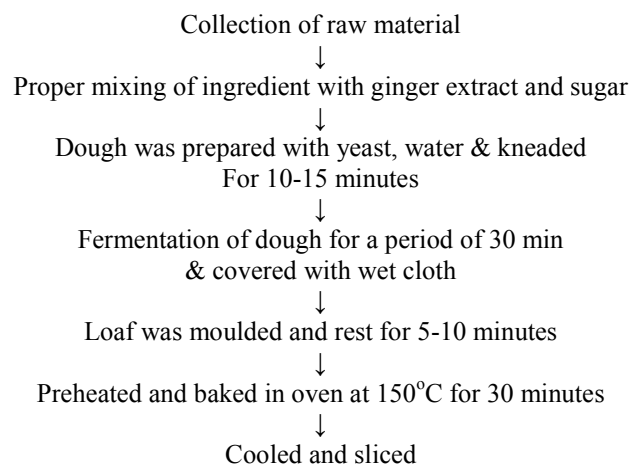 Collection of raw material
↓
Proper mixing of ingredient with ginger extract and sugar
↓
Dough was prepared with yeast, water & kneaded
For 10-15 minutes
↓
Fermentation of dough for a period of 30 min
& covered with wet cloth
↓
Loaf was moulded and rest for 5-10 minutes
↓
Preheated and baked in oven at 150°C for 30 minutes
↓
Cooled and sliced